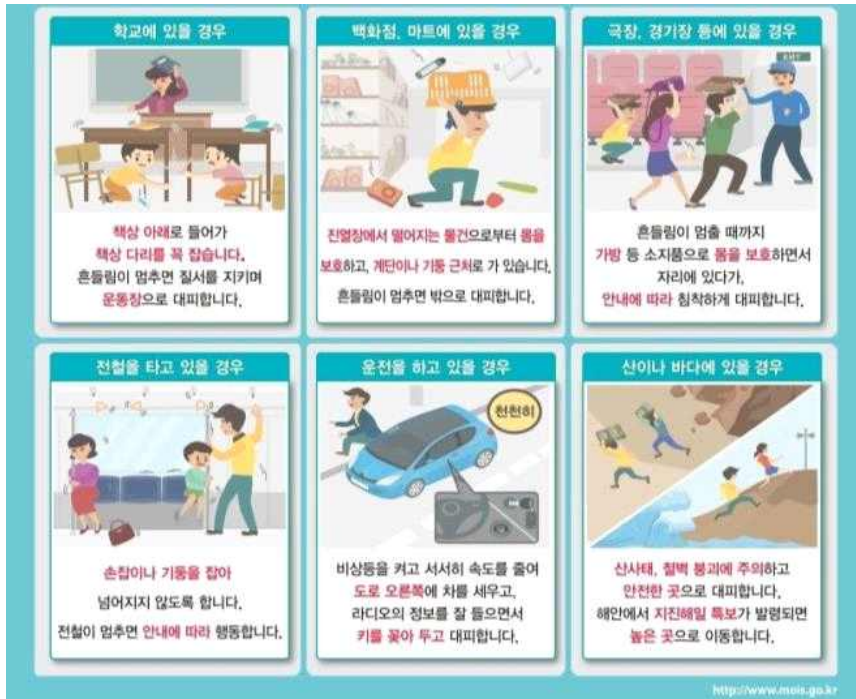 학교에 있을 경우
책상 아래로 들어가
책상 다리를 꼭 잡습니다.
흔들림이 멈추면 질서를 지키며
운동장으로 대피합니다.
백화점, 마트에 있을 경우
진열장에서 떨어지는 물건으로부터 몸을
보호하고, 계단이나 기둥 근처로 가 있습니다.
흔들림이 멈추면 밖으로 대피합니다.
극장, 경기장 등에 있을 경우
흔들림이 멈출 때까지
가방 등 소지품으로 몸을 보호하면서
자리에 있다가,
안내에 따라 침착하게 대피합니다.
전철을 타고 있을 경우
손잡이나 기둥을 잡아
넘어지지 않도록 합니다.
전철이 멈추면 안내에 따라 행동합니다.
운전을 하고 있을 경우
천천히
비상등을 켜고 서서히 속도를 줄여
도로 오른쪽에 차를 세우고,
라디오의 정보를 잘 들으면서
키를 꽂아 두고 대피합니다.
산이나 바다에 있을 경우
산사태, 절벽 붕괴에 주의하고
안전한 곳으로 대피합니다.
해안에서 지진해일 특보가 발령되면
높은 곳으로 이동합니다.
http://www.mois.go.kr